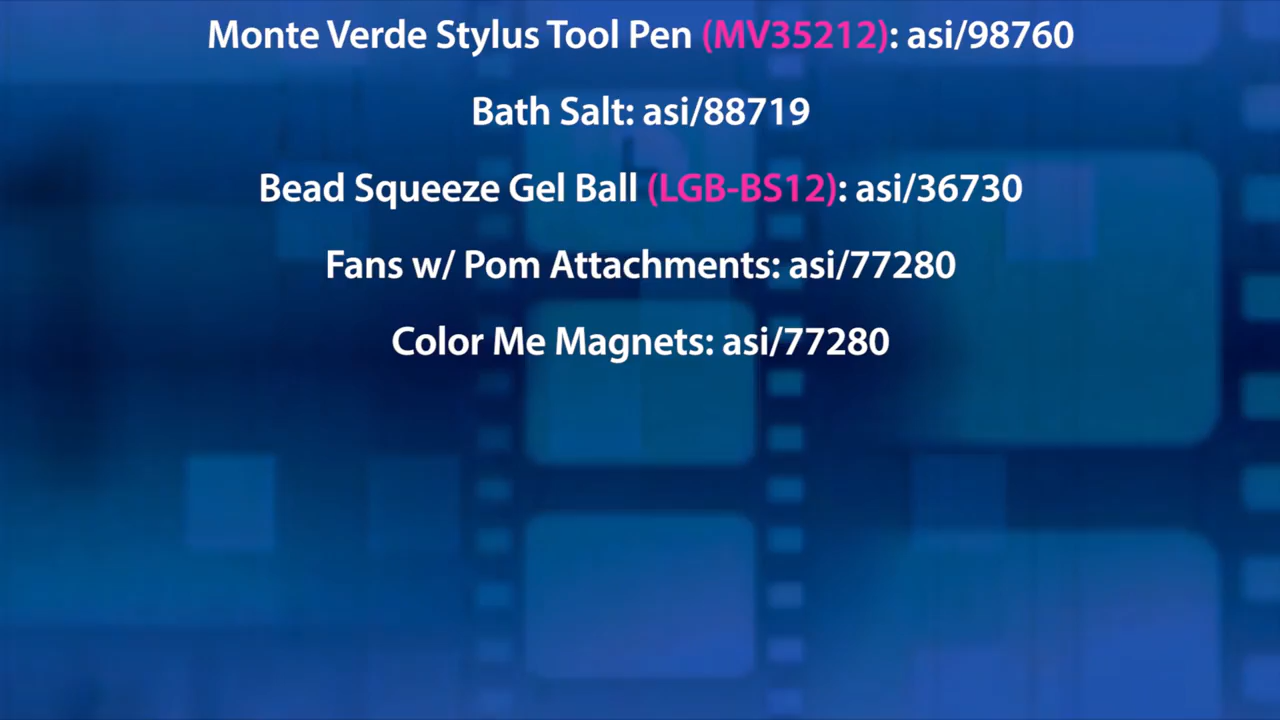 Monte Verde Stylus Tool Pen (MV35212): asi/98760
Bath Salt: asi/88719
Bead Squeeze Gel Ball (LGB-BS12): asi/36730
Fans w/ Pom Attachments: asi/77280
Color Me Magnets: asi/77280